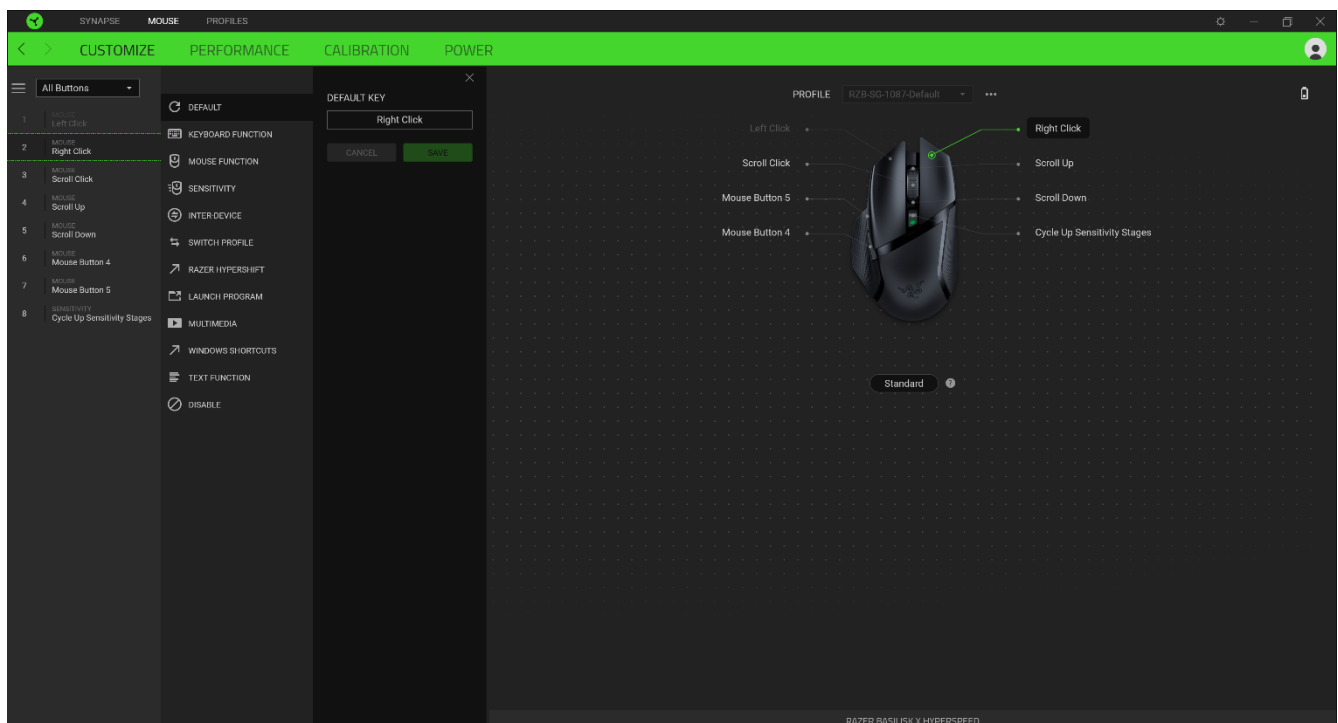 SYNAPSE MOUSE PROFILES
CUSTOMIZE PERFORMANCE CALIBRATION POWER
All Buttons
1 MOUSE
Left Click
2 MOUSE
Right Click
3 MOUSE
Scroll Click
4 MOUSE
Scroll Up
5 MOUSE
Scroll Down
6 MOUSE
Mouse Button 4
7 MOUSE
Mouse Button 5
8 SENSITIVITY
Cycle Up Sensitivity Stages
DEFAULT
KEYBOARD FUNCTION
MOUSE FUNCTION
SENSITIVITY
INTER-DEVICE
SWITCH PROFILE
RAZER HYPERSHIFT
LAUNCH PROGRAM
MULTIMEDIA
WINDOWS SHORTCUTS
TEXT FUNCTION
DISABLE
DEFAULT KEY
Right Click
CANCEL SAVE
PROFILE RZB-SG-1087-Default
Left Click
Scroll Click
Mouse Button 5
Mouse Button 4
Right Click
Scroll Up
Scroll Down
Cycle Up Sensitivity Stages
Standard ?
RAZER BASILISK X HYPERSPEED